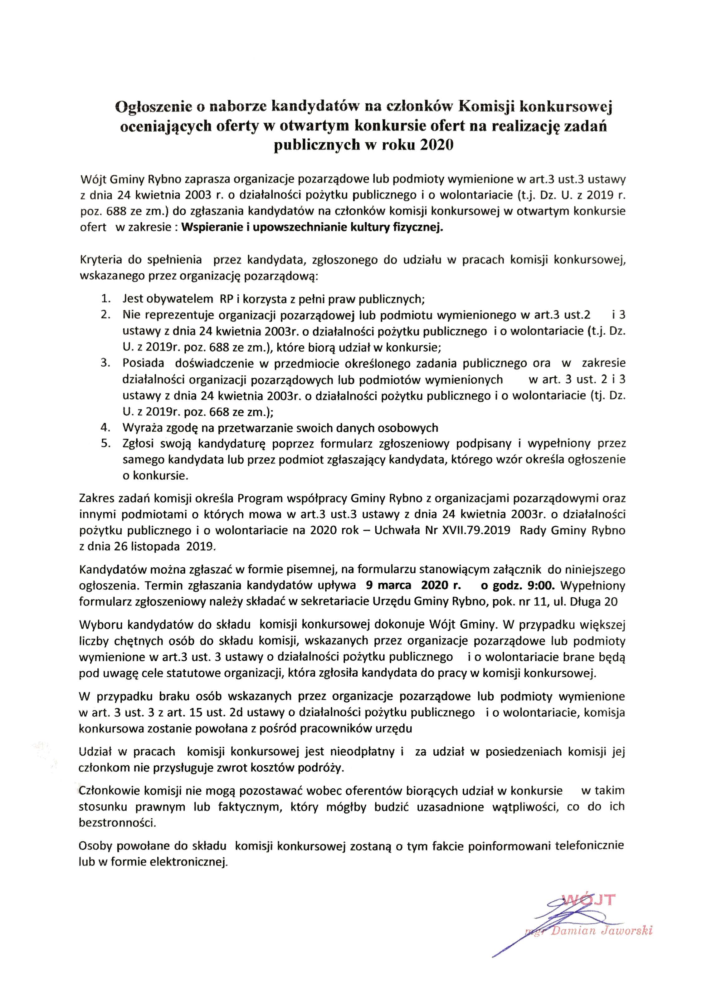 Ogłoszenie o naborze kandydatów na członków Komisji konkursowej
oceniających oferty w otwartym konkursie ofert na realizację zadań
publicznych w roku 2020
Wójt Gminy Rybno zaprasza organizacje pozarządowe lub podmioty wymienione w art.3 ust.3 ustawy
z dnia 24 kwietnia 2003 r. o działalności pożytku publicznego i o wolontariacie (t.j. Dz. U. z 2019 r.
poz. 688 ze zm.) do zgłaszania kandydatów na członków komisji konkursowej w otwartym konkursie
ofert w zakresie : Wspieranie i upowszechnianie kultury fizycznej.
Kryteria do spełnienia przez kandydata, zgłoszonego do udziału w pracach komisji konkursowej,
wskazanego przez organizację pozarządową:
1. Jest obywatelem RP i korzysta z pełni praw publicznych;
2. Nie reprezentuje organizacji pozarządowej lub podmiotu wymienionego w art.3 ust.2 i 3
ustawy z dnia 24 kwietnia 2003r. o działalności pożytku publicznego i o wolontariacie (t.j. Dz.
U. z 2019r. poz. 688 ze zm.), które biorą udział w konkursie;
3. Posiada doświadczenie w przedmiocie określonego zadania publicznego ora w zakresie
działalności organizacji pozarządowych lub podmiotów wymienionych w art. 3 ust. 2 i 3
ustawy z dnia 24 kwietnia 2003r. o działalności pożytku publicznego i o wolontariacie (tj. Dz.
U. z 2019r. poz. 668 ze zm.);
4. Wyraża zgodę na przetwarzanie swoich danych osobowych
5. Zgłosi swoją kandydaturę poprzez formularz zgłoszeniowy podpisany i wypełniony przez
samego kandydata lub przez podmiot zgłaszający kandydata, którego wzór określa ogłoszenie
o konkursie.
Zakres zadań komisji określa Program współpracy Gminy Rybno z organizacjami pozarządowymi oraz
innymi podmiotami o których mowa w art.3 ust.3 ustawy z dnia 24 kwietnia 2003r. o działalności
pożytku publicznego i o wolontariacie na 2020 rok – Uchwała Nr XVII.79.2019 Rady Gminy Rybno
z dnia 26 listopada 2019.
Kandydatów można zgłaszać w formie pisemnej, na formularzu stanowiącym załącznik do niniejszego
ogłoszenia. Termin zgłaszania kandydatów upływa 9 marca 2020 r. o godz. 9:00. Wypełniony
formularz zgłoszeniowy należy składać w sekretariacie Urzędu Gminy Rybno, pok. nr 11, ul. Długa 20
Wyboru kandydatów do składu komisji konkursowej dokonuje Wójt Gminy. W przypadku większej
liczby chętnych osób do składu komisji, wskazanych przez organizacje pozarządowe lub podmioty
wymienione w art.3 ust. 3 ustawy o działalności pożytku publicznego i o wolontariacie brane będą
pod uwagę cele statutowe organizacji, która zgłosiła kandydata do pracy w komisji konkursowej.
W przypadku braku osób wskazanych przez organizacje pozarządowe lub podmioty wymienione
w art. 3 ust. 3 z art. 15 ust. 2d ustawy o działalności pożytku publicznego i o wolontariacie, komisja
konkursowa zostanie powołana z pośród pracowników urzędu
Udział w pracach komisji konkursowej jest nieodpłatny i za udział w posiedzeniach komisji jej
członkom nie przysługuje zwrot kosztów podróży.
Członkowie komisji nie mogą pozostawać wobec oferentów biorących udział w konkursie w takim
stosunku prawnym lub faktycznym, który mógłby budzić uzasadnione wątpliwości, co do ich
bezstronności.
Osoby powołane do składu komisji konkursowej zostaną o tym fakcie poinformowani telefonicznie
lub w formie elektronicznej.
WÓJT
mgr Damian Jaworski